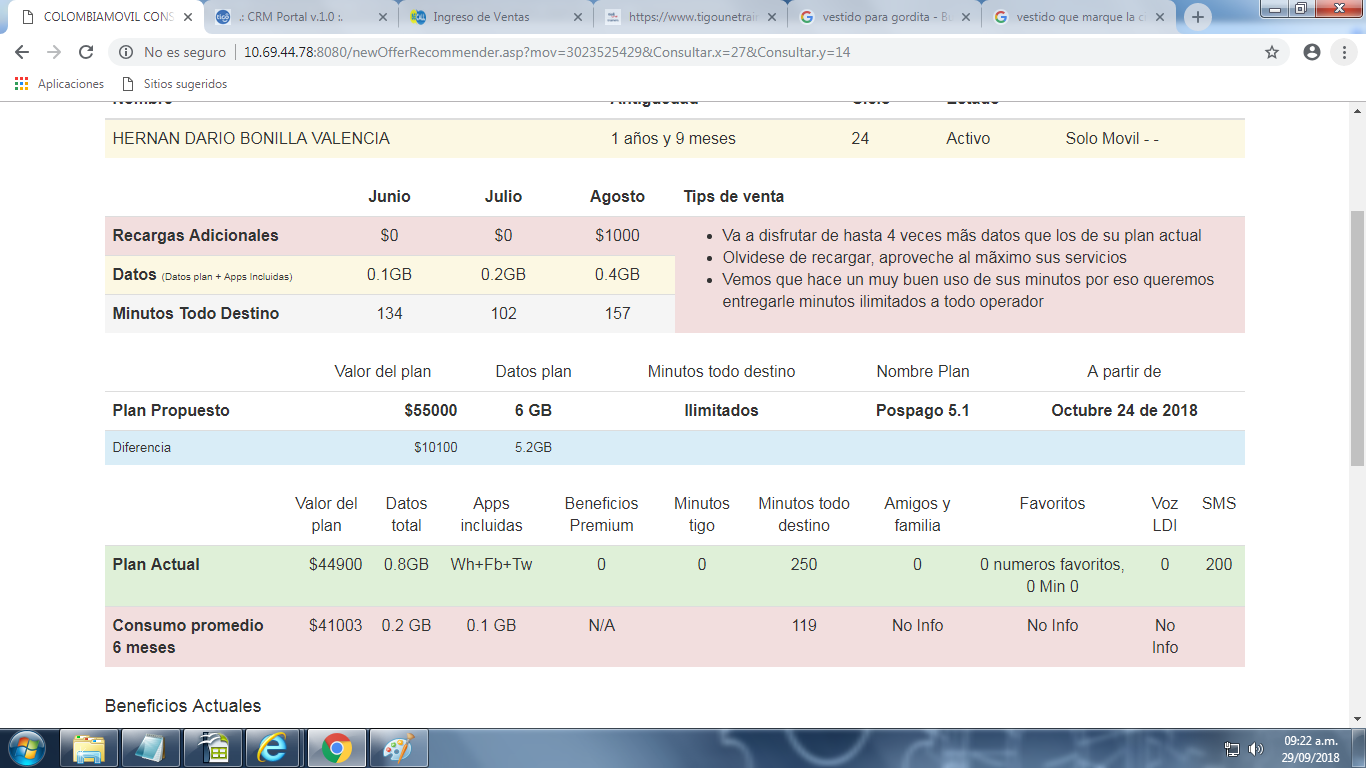 COLOMBIAMOVIL CONS
.: CRM Portal v.1.0 :.
Ingreso de Ventas
https://www.tigounetrai
vestido para gordita - Bu
vestido que marque la c
No es seguro
10.69.44.78:8080/newOfferRecommender.asp?mov=3023525429&Consultar.x=27&Consultar.y=14
Aplicaciones
Sitios sugeridos
Nombre Antigüedad Ciclo Estado
HERNAN DARIO BONILLA VALENCIA 1 años y 9 meses 24 Activo Solo Movil - -
Junio Julio Agosto Tips de venta
Recargas Adicionales $0 $0 $1000
Datos (Datos plan + Apps Incluidas) 0.1GB 0.2GB 0.4GB
Minutos Todo Destino 134 102 157
• Va a disfrutar de hasta 4 veces mãs datos que los de su plan actual
• Olvidese de recargar, aproveche al mãximo sus servicios
• Vemos que hace un muy buen uso de sus minutos por eso queremos
entregarle minutos ilimitados a todo operador
Valor del plan Datos plan Minutos todo destino Nombre Plan A partir de
Plan Propuesto $55000 6 GB Ilimitados Pospago 5.1 Octubre 24 de 2018
Diferencia $10100 5.2GB
Valor del Datos Apps Beneficios Minutos Minutos todo Amigos y Favoritos Voz SMS
plan total incluidas Premium tigo destino familia LDI
Plan Actual $44900 0.8GB Wh+Fb+Tw 0 0 250 0 0 numeros favoritos, 0 200
0 Min 0
Consumo promedio $41003 0.2 GB 0.1 GB N/A 119 No Info No Info No
6 meses Info
Beneficios Actuales
09:22 a.m.
29/09/2018